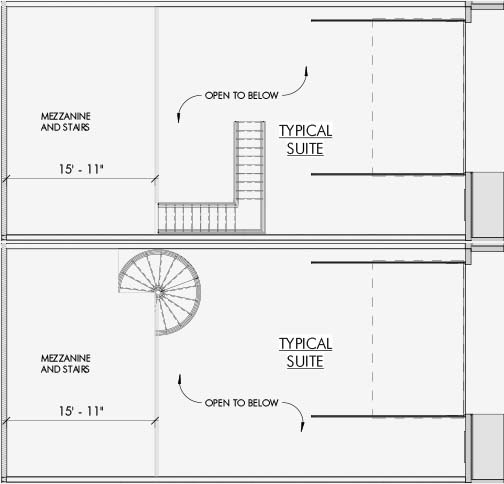 OPEN TO BELOW
MEZZANINE
AND STAIRS
TYPICAL
SUITE
15' - 11"
TYPICAL
SUITE
MEZZANINE
AND STAIRS
OPEN TO BELOW
15' - 11"